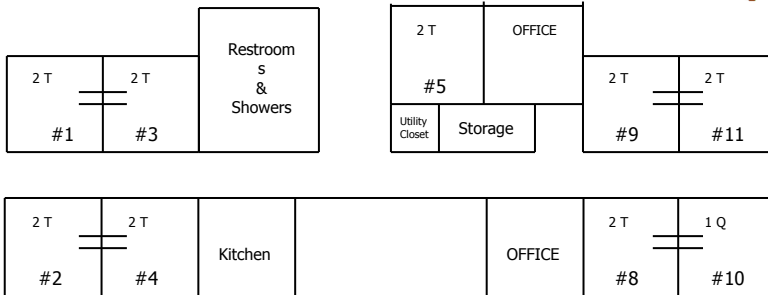 2 T
#1
2 T
#3
Restroom
s
&
Showers
2 T
#5
OFFICE
Utility
Closet
Storage
2 T
#9
2 T
#11
2 T
#2
2 T
#4
Kitchen
OFFICE
2 T
#8
1 Q
#10